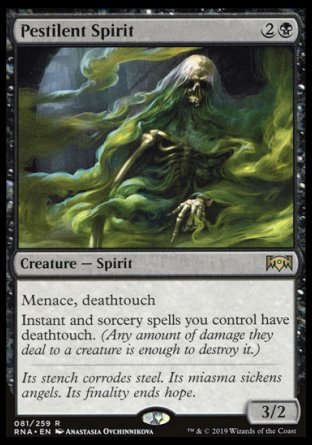 Pestilent Spirit 2
Creature — Spirit
Menace, deathtouch
Instant and sorcery spells you control have
deathtouch. (Any amount of damage they
deal to a creature is enough to destroy it.)
Its stench corrodes steel. Its miasma sickens
angels. Its finality ends hope.
3/2
081/259 R
RNA • EN Anastasia Ovchinnikova
™ & © 2019 Wizards of the Coast